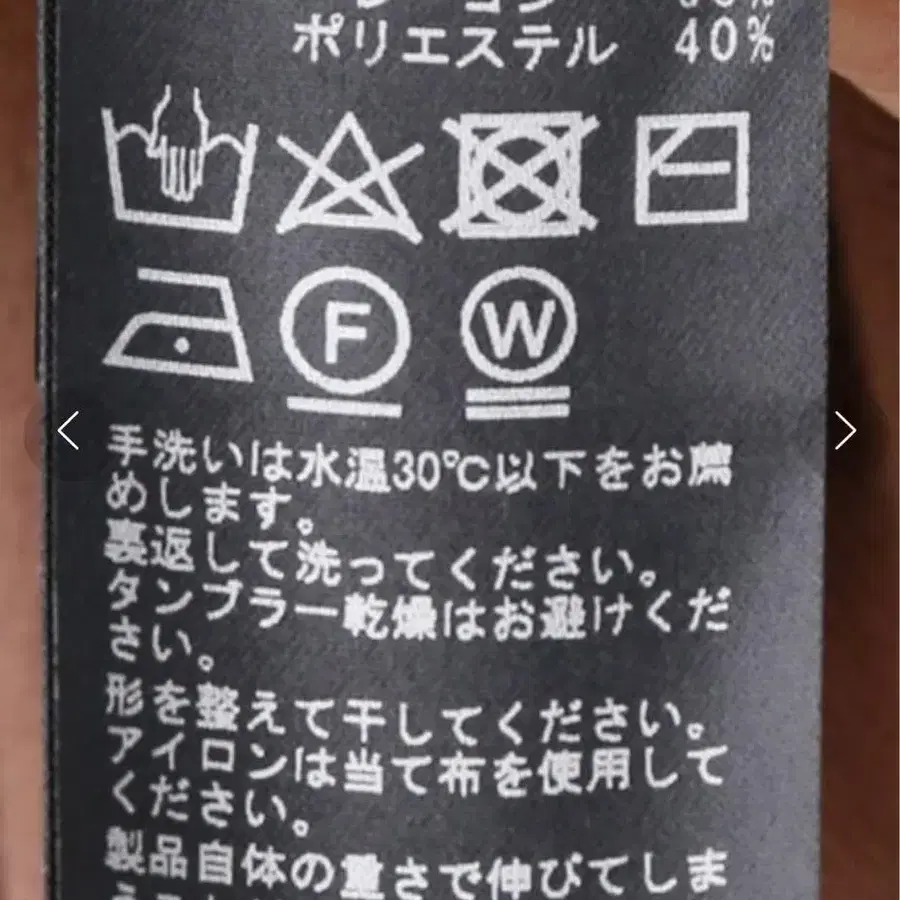 ポリエステル 40%
F W
手洗いは水温30℃以下をお薦
めします。
裏返して洗ってください。
タンブラー乾燥はお避けくだ
さい。
形を整えて干してください。
アイロンは当て布を使用して
ください。
製品自体の重さで伸びてしま